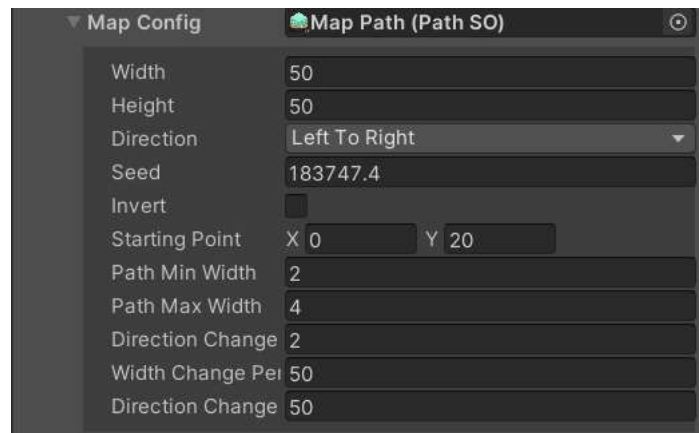 Map Config Map Path (Path SO)
Width 50
Height 50
Direction Left To Right
Seed 183747.4
Invert
Starting Point X 0 Y 20
Path Min Width 2
Path Max Width 4
Direction Change 2
Width Change Per 50
Direction Change 50